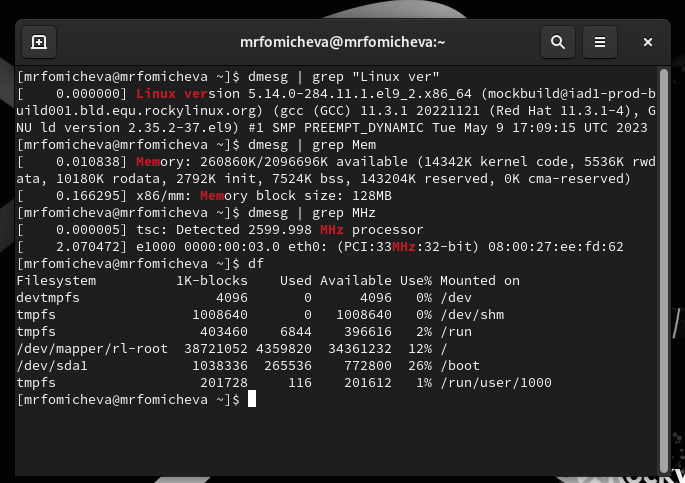 mrfomicheva@mrfomicheva:~
[mrfomicheva@mrfomicheva ~]$ dmesg | grep "Linux ver"
[    0.000000] Linux version 5.14.0-284.11.1.el9_2.x86_64 (mockbuild@iad1-prod-b
uild001.bld.equ.rockylinux.org) (gcc (GCC) 11.3.1 20221121 (Red Hat 11.3.1-4), G
NU ld version 2.35.2-37.el9) #1 SMP PREEMPT_DYNAMIC Tue May 9 17:09:15 UTC 2023
[mrfomicheva@mrfomicheva ~]$ dmesg | grep Mem
[    0.010838] Memory: 260860K/2096696K available (14342K kernel code, 5536K rwd
ata, 10180K rodata, 2792K init, 7524K bss, 143204K reserved, 0K cma-reserved)
[    0.166295] x86/mm: Memory block size: 128MB
[mrfomicheva@mrfomicheva ~]$ dmesg | grep MHz
[    0.000005] tsc: Detected 2599.998 MHz processor
[    2.070472] e1000 0000:00:03.0 eth0: (PCI:33MHz:32-bit) 08:00:27:ee:fd:62
[mrfomicheva@mrfomicheva ~]$ df
Filesystem          1K-blocks    Used Available Use% Mounted on
devtmpfs                 4096       0      4096   0% /dev
tmpfs                 1008640       0   1008640   0% /dev/shm
tmpfs                  403460    6844    396616   2% /run
/dev/mapper/rl-root  38721052 4359820  34361232  12% /
/dev/sda1             1038336  265536    772800  26% /boot
tmpfs                  201728     116    201612   1% /run/user/1000
[mrfomicheva@mrfomicheva ~]$